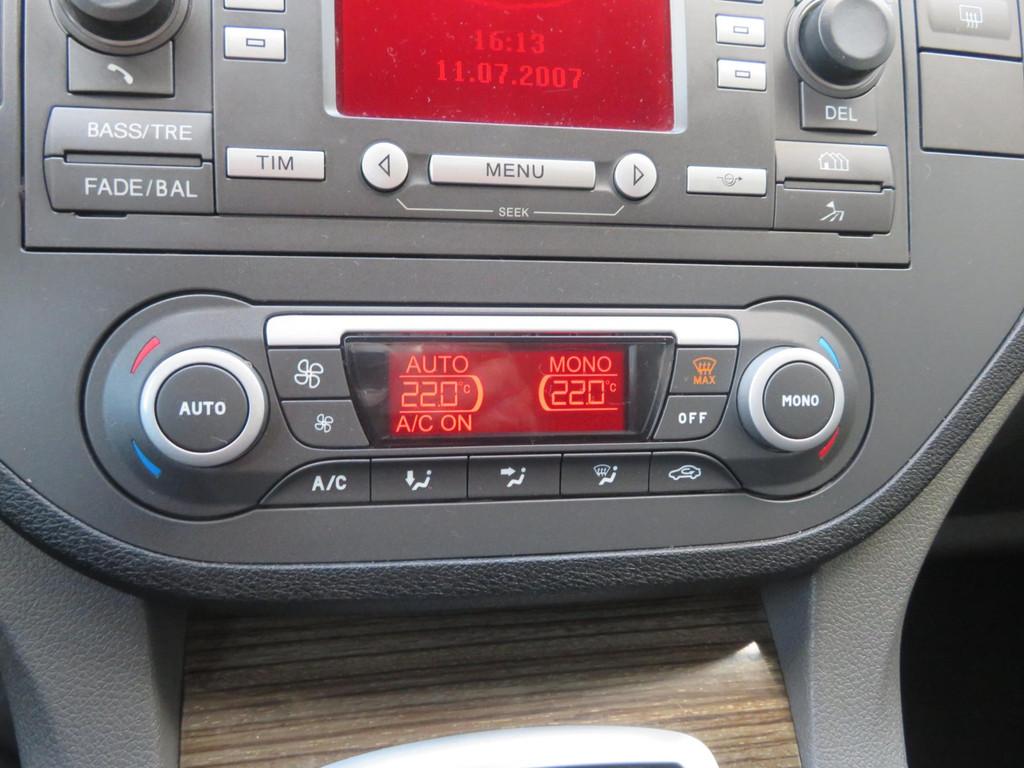 16:13
11.07.2007
DEL
BASS/TRE
FADE/BAL
TIM
MENU
SEEK
AUTO
AUTO
22.0°C
A/C ON
MONO
22.0°C
MAX
OFF
MONO
A/C